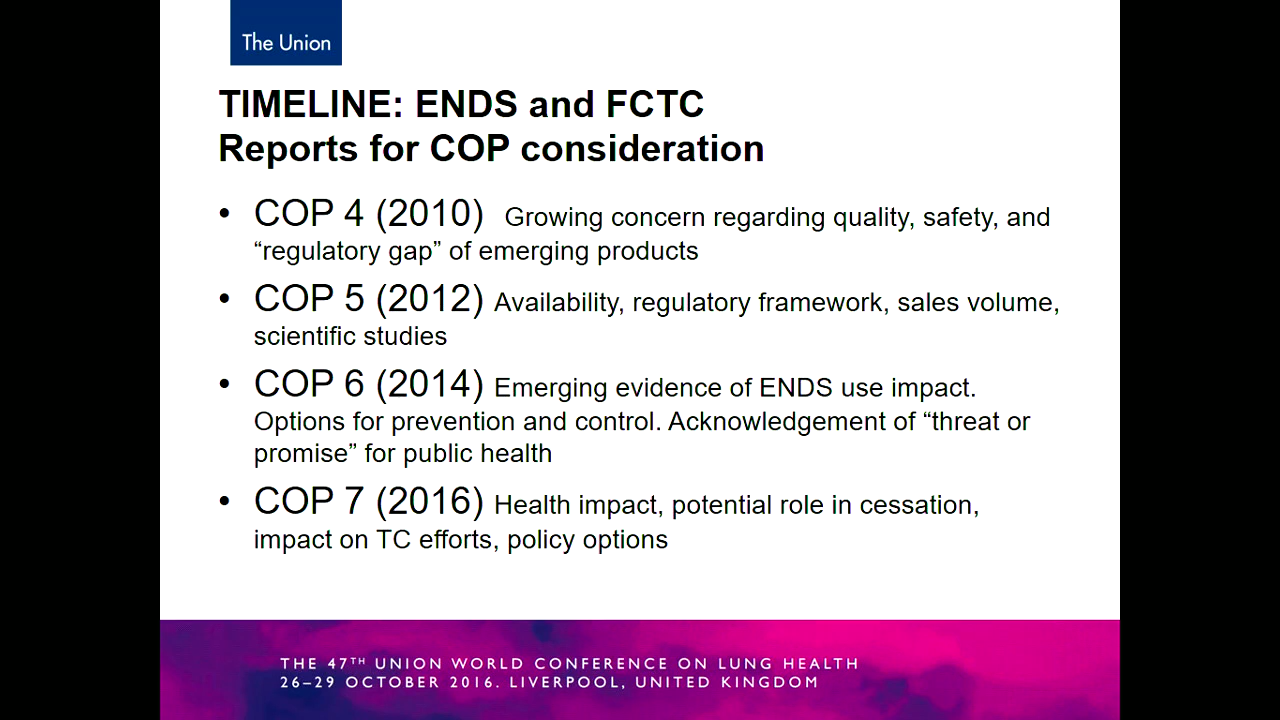 The Union
TIMELINE: ENDS and FCTC
Reports for COP consideration
• COP 4 (2010) Growing concern regarding quality, safety, and
“regulatory gap” of emerging products
• COP 5 (2012) Availability, regulatory framework, sales volume,
scientific studies
• COP 6 (2014) Emerging evidence of ENDS use impact.
Options for prevention and control. Acknowledgement of “threat or
promise” for public health
• COP 7 (2016) Health impact, potential role in cessation,
impact on TC efforts, policy options
THE 47TH UNION WORLD CONFERENCE ON LUNG HEALTH
26–29 OCTOBER 2016. LIVERPOOL, UNITED KINGDOM